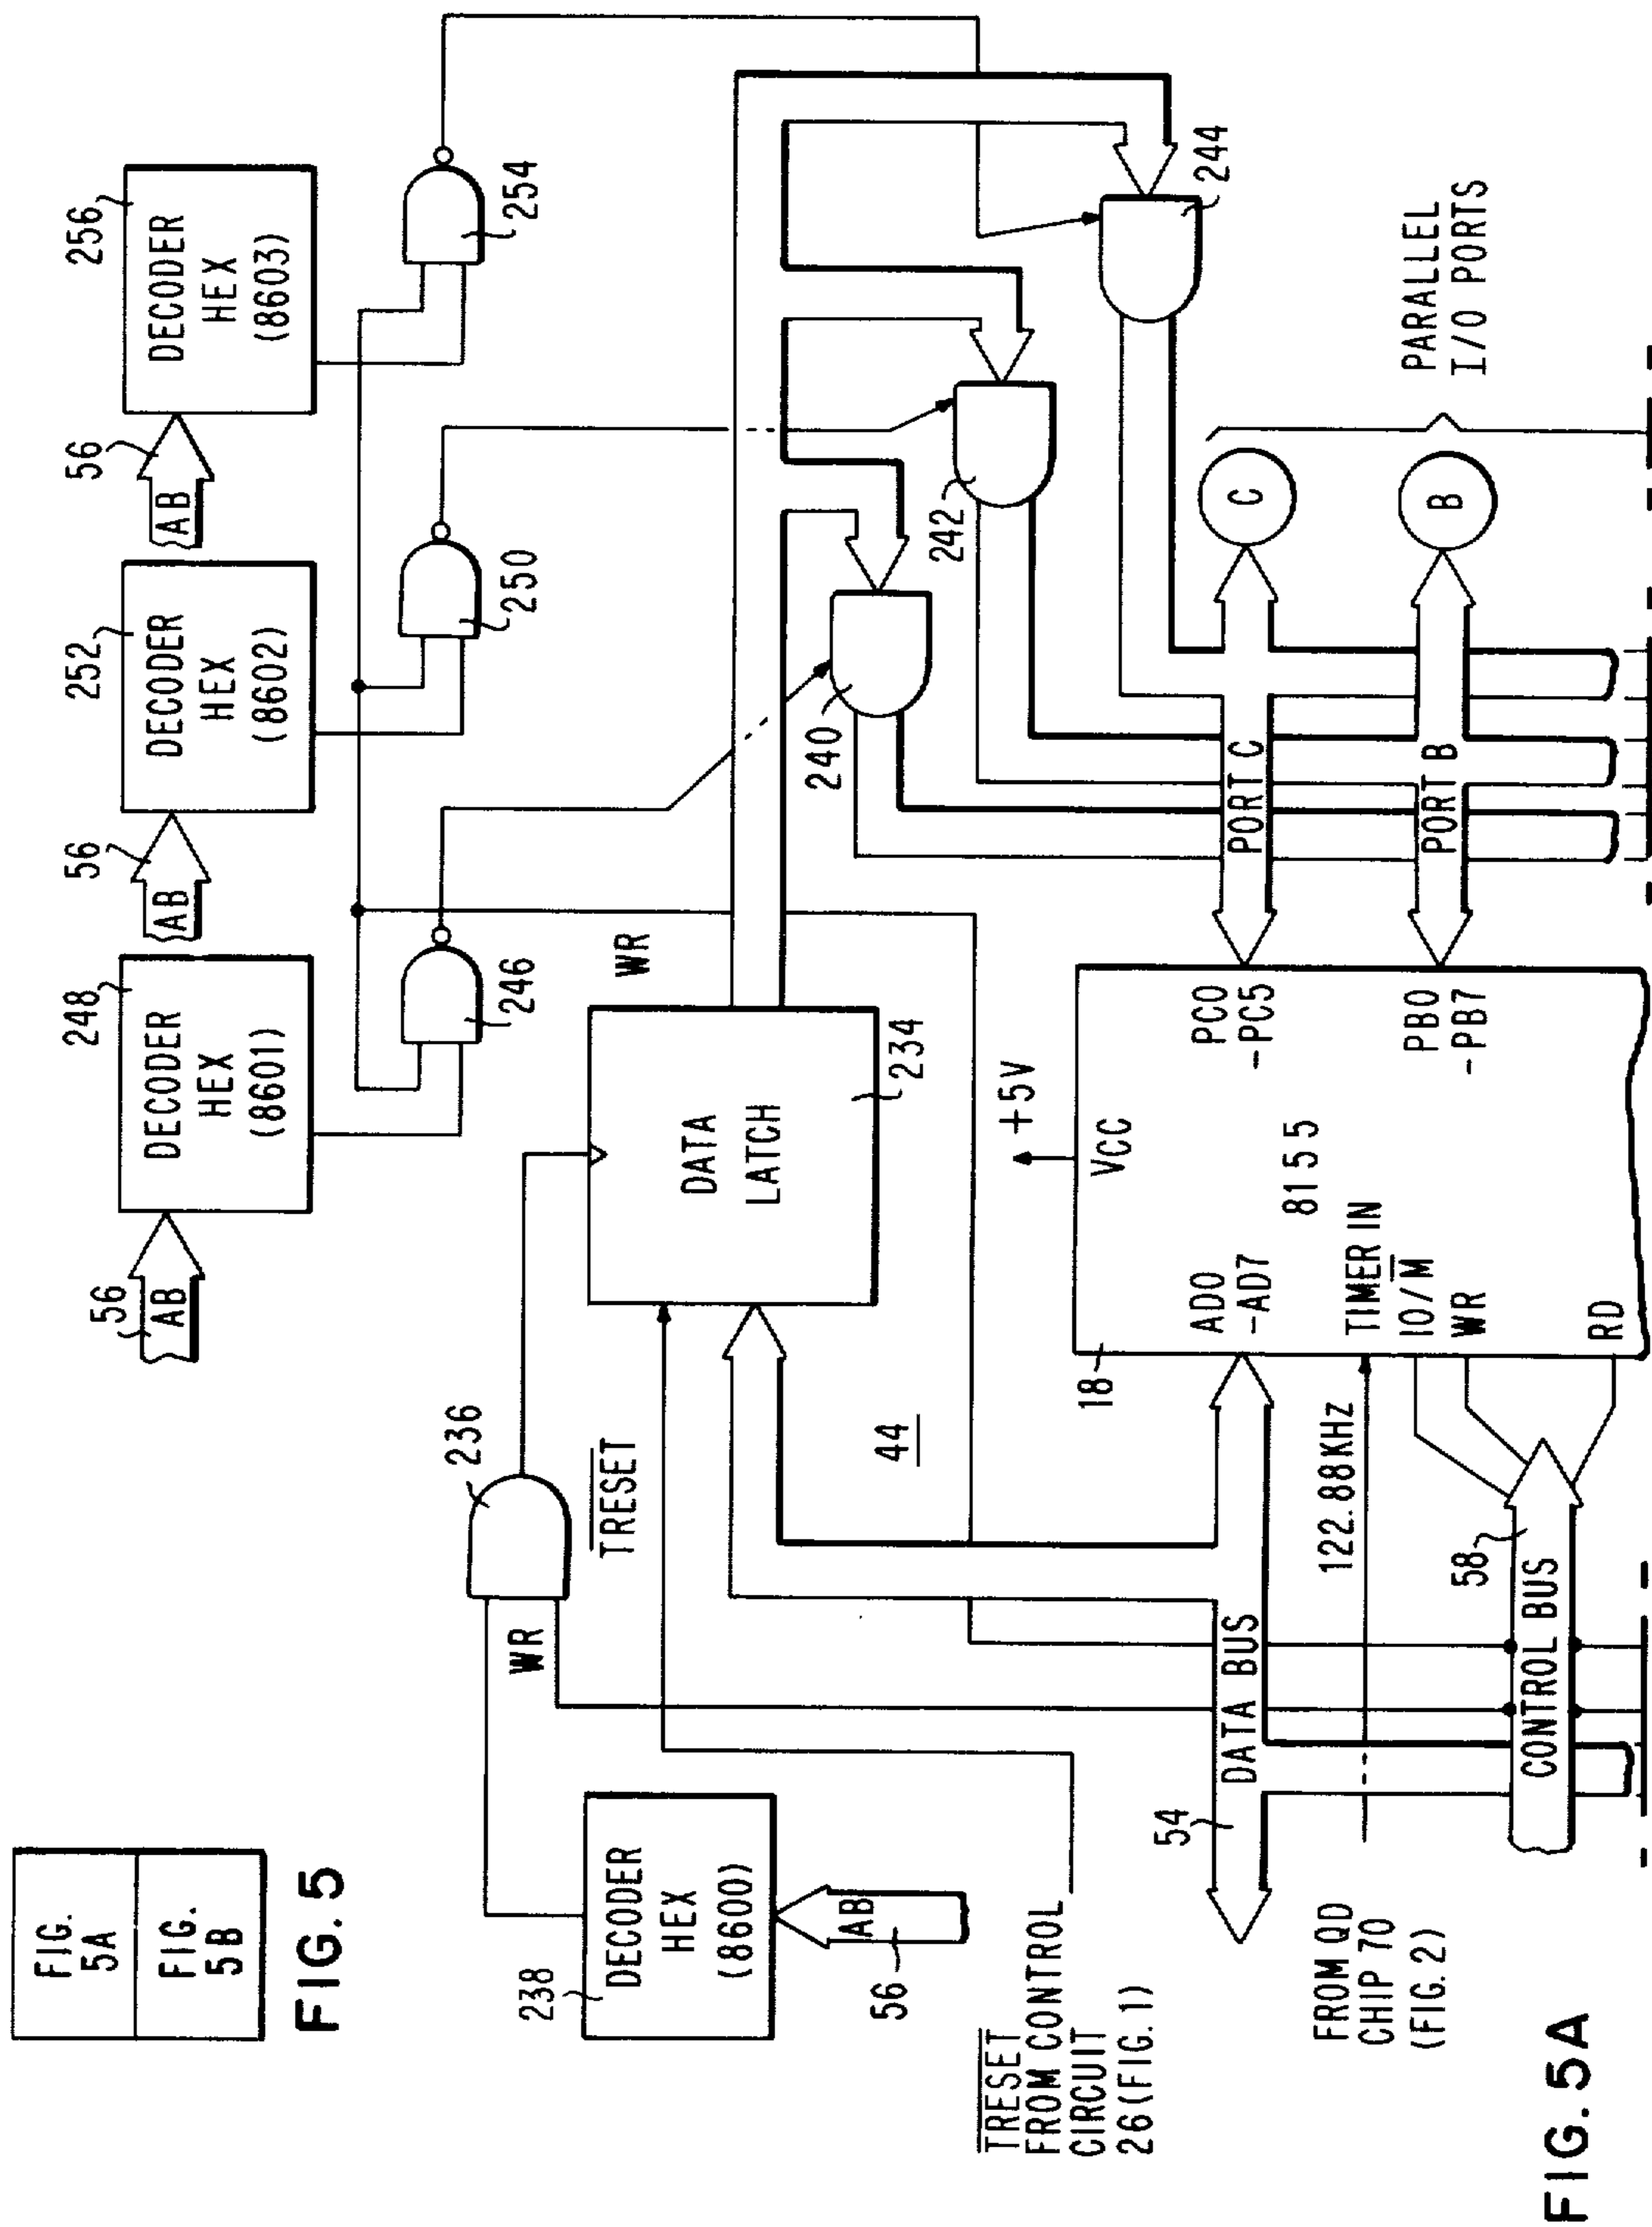 FIG.
5A
FIG.
5B
FIG. 5
56
AB
248
DECODER
HEX
(8601)
56
AB
252
DECODER
HEX
(8602)
56
AB
256
DECODER
HEX
(8603)
246
250
254
238
DECODER
HEX
(8600)
AB
56
236
WR
TRESET
DATA
LATCH
234
WR
240
242
244
TRESET
FROM CONTROL
CIRCUIT
26 (FIG. 1)
44
54
DATA BUS
18
+5V
VCC
8155
AD0
-AD7
TIMER IN
IO/M
WR
RD
PC0
-PC5
PB0
-PB7
PORT C
PORT B
C
B
PARALLEL
I/O PORTS
122.88KHZ
FROM QD
CHIP 70
(FIG. 2)
58
CONTROL BUS
FIG. 5A